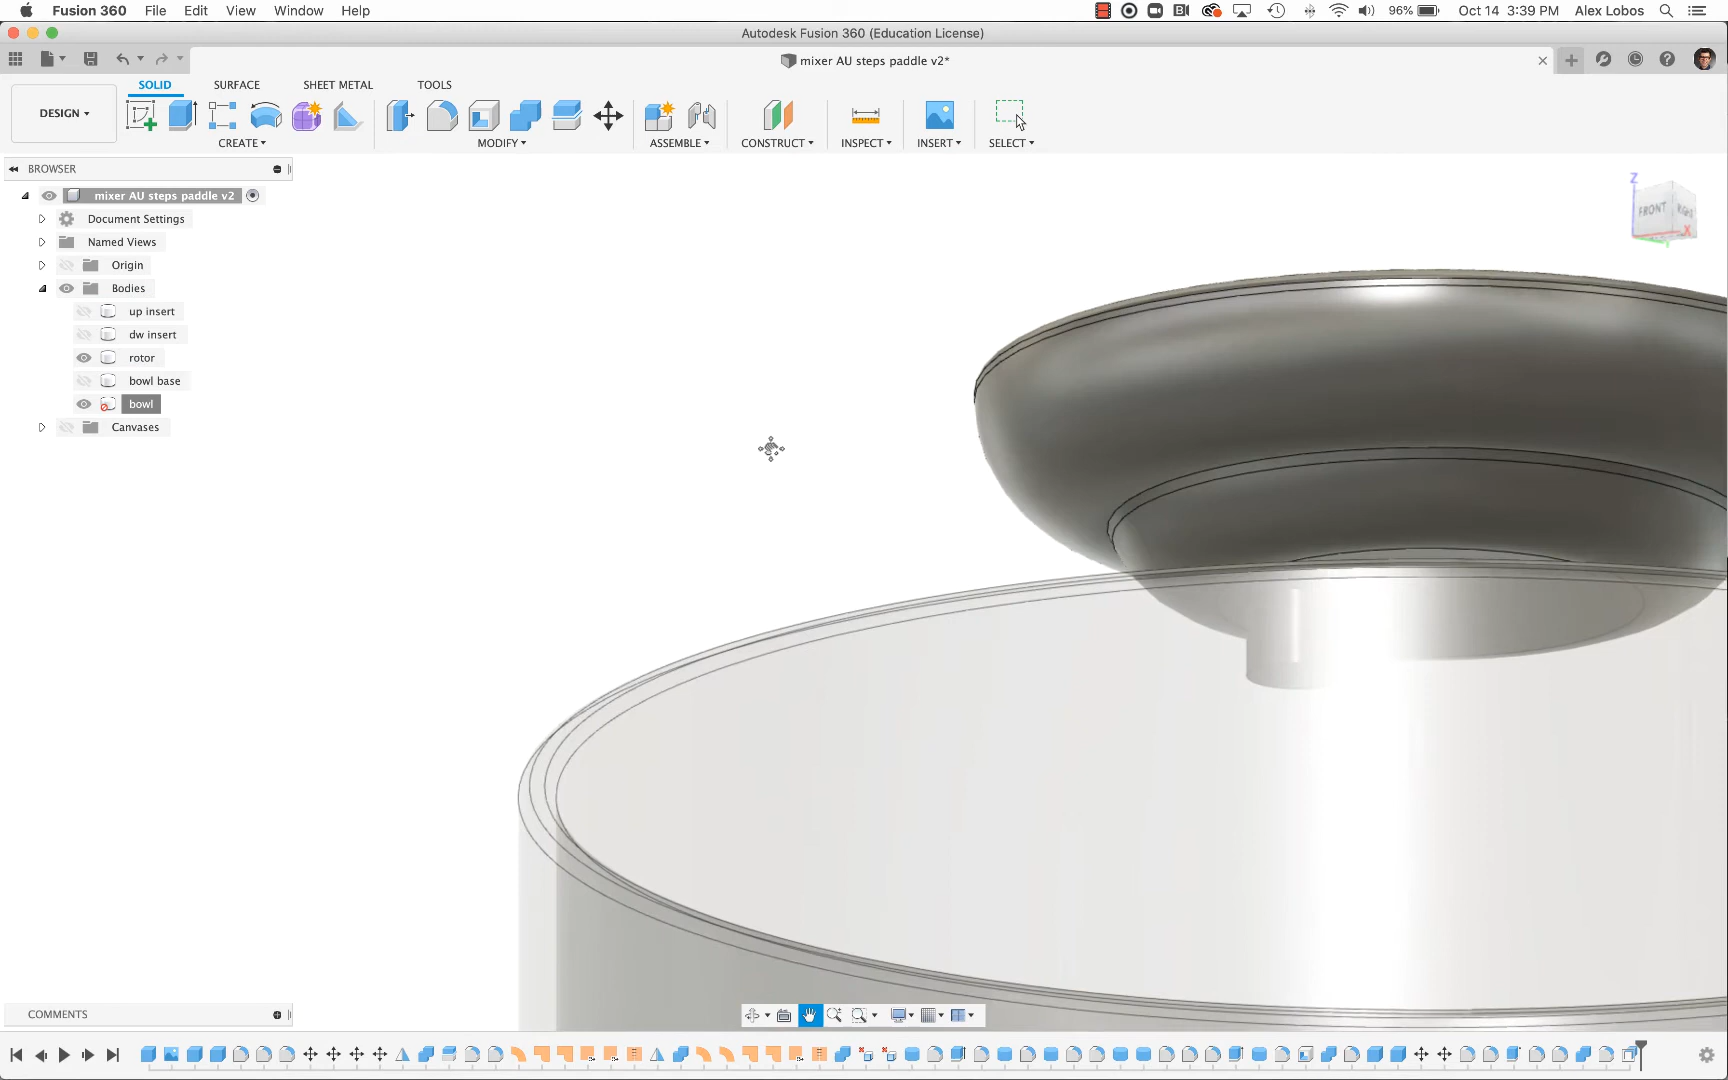 Fusion 360 File Edit View Window Help 96% Oct 14 3:39 PM Alex Lobos
Autodesk Fusion 360 (Education License)
mixer AU steps paddle v2*
SOLID SURFACE SHEET METAL TOOLS
DESIGN
CREATE MODIFY ASSEMBLE CONSTRUCT INSPECT INSERT SELECT
BROWSER
mixer AU steps paddle v2
Document Settings
Named Views
Origin
Bodies
up insert
dw insert
rotor
bowl base
bowl
Canvases
Z
FRONT RIGHT
X
COMMENTS